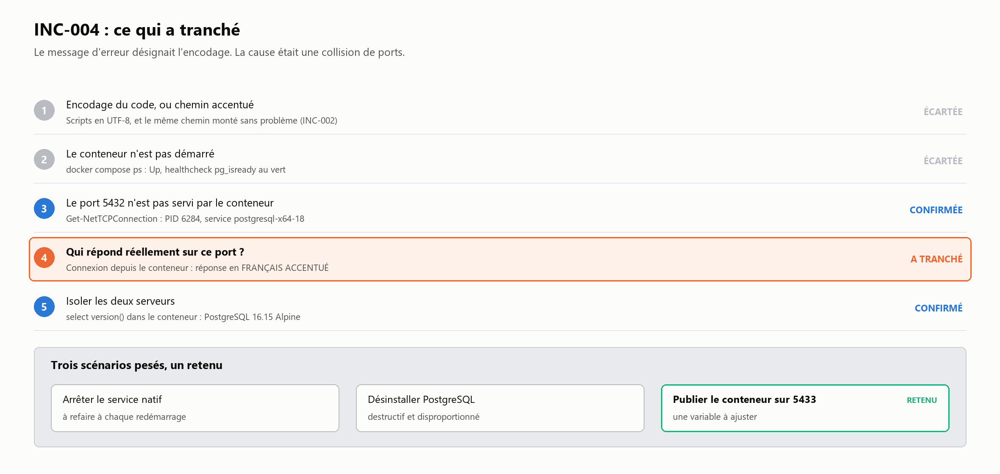 INC-004 : ce qui a tranché
Le message d'erreur désignait l'encodage. La cause était une collision de ports.
1
Encodage du code, ou chemin accentué
Scripts en UTF-8, et le même chemin monté sans problème (INC-002)
ÉCARTÉE
2
Le conteneur n'est pas démarré
docker compose ps : Up, healthcheck pg_isready au vert
ÉCARTÉE
3
Le port 5432 n'est pas servi par le conteneur
Get-NetTCPConnection : PID 6284, service postgresql-x64-18
CONFIRMÉE
4
Qui répond réellement sur ce port ?
Connexion depuis le conteneur : réponse en FRANÇAIS ACCENTUÉ
A TRANCHÉ
5
Isoler les deux serveurs
select version() dans le conteneur : PostgreSQL 16.15 Alpine
CONFIRMÉ
Trois scénarios pesés, un retenu
Arrêter le service natif
à refaire à chaque redémarrage
Désinstaller PostgreSQL
destructif et disproportionné
Publier le conteneur sur 5433
RETENU
une variable à ajuster